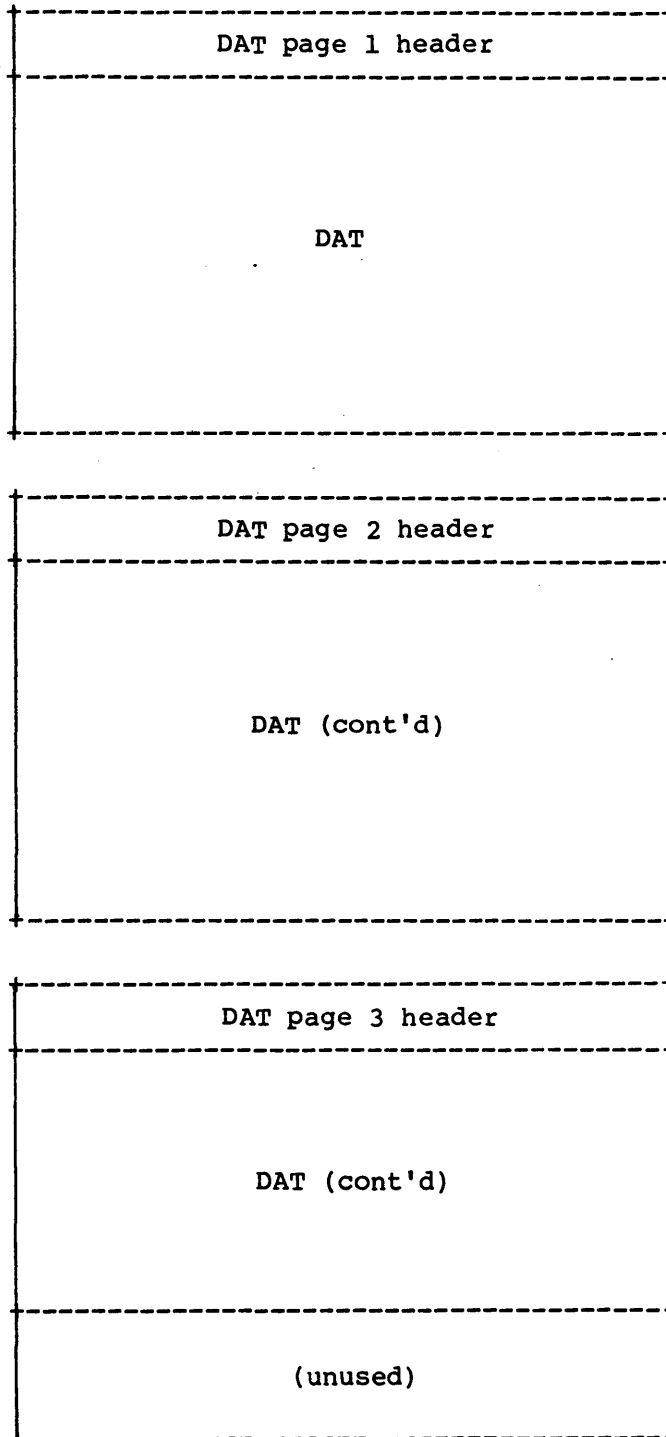 DAT page 1 header
DAT
DAT page 2 header
DAT (cont'd)
DAT page 3 header
DAT (cont'd)
(unused)